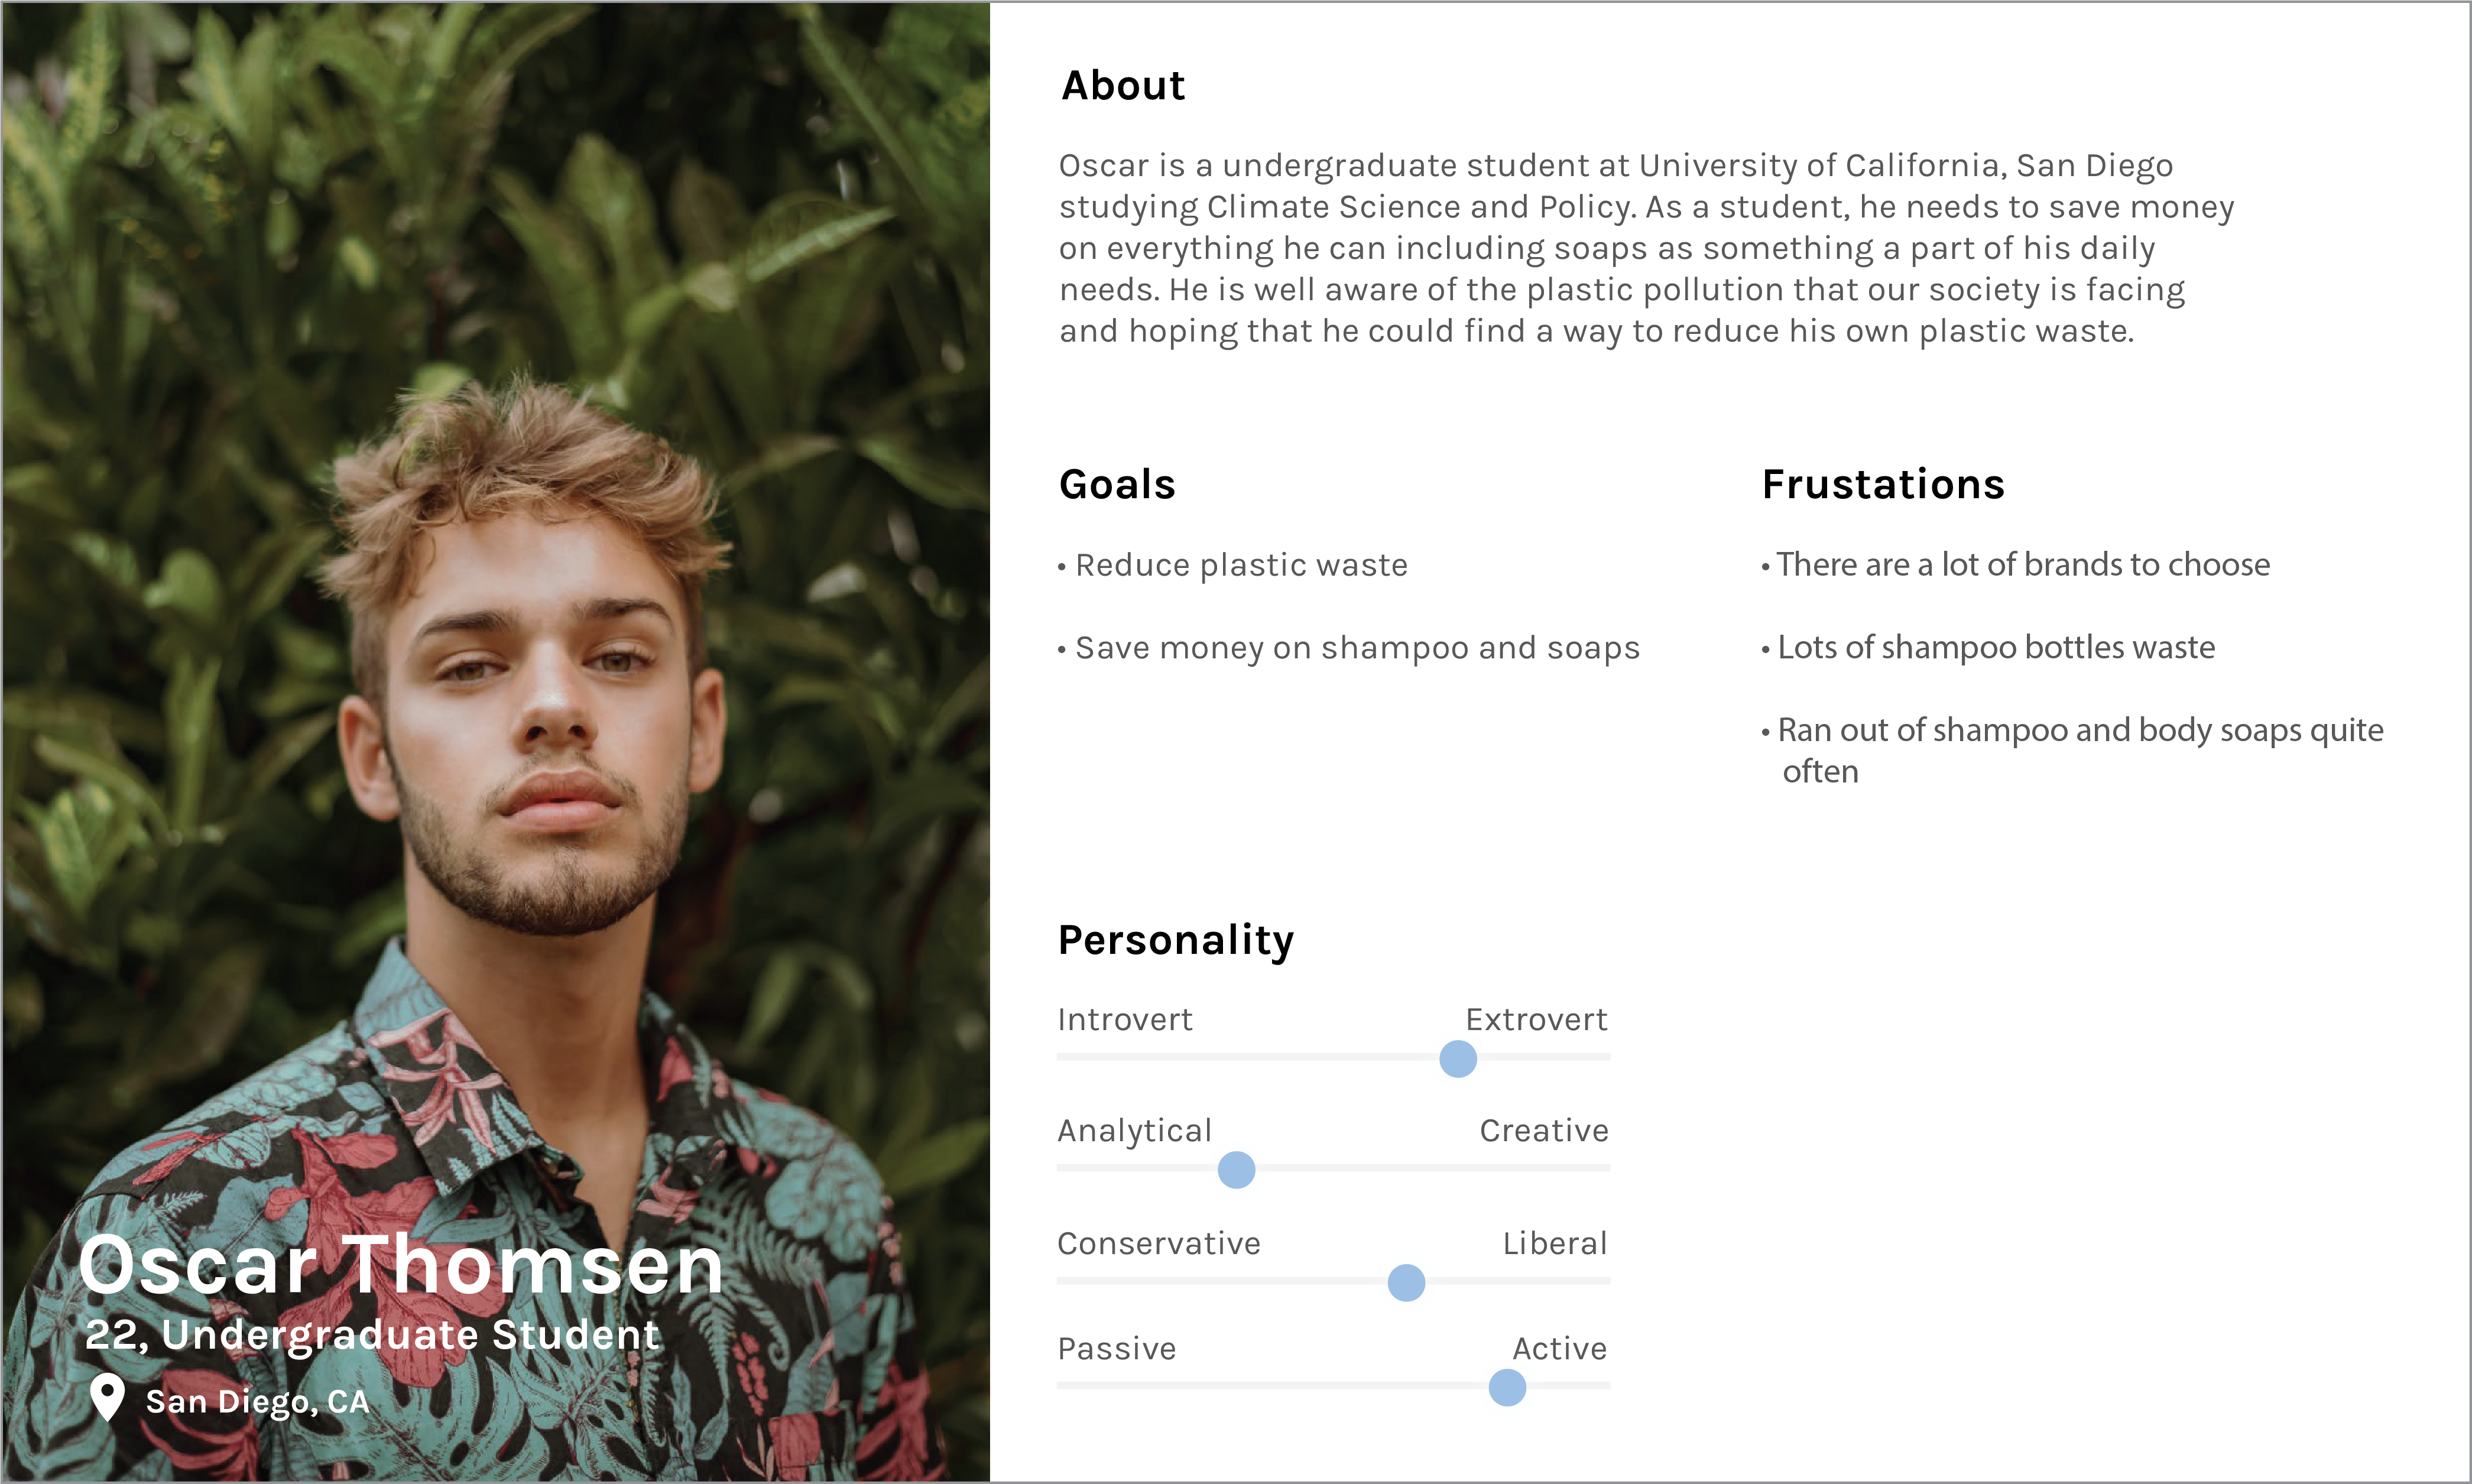 About
Oscar is a undergraduate student at University of California, San Diego
studying Climate Science and Policy. As a student, he needs to save money
on everything he can including soaps as something a part of his daily
needs. He is well aware of the plastic pollution that our society is facing
and hoping that he could find a way to reduce his own plastic waste.
Goals
• Reduce plastic waste
• Save money on shampoo and soaps
Frustations
• There are a lot of brands to choose
• Lots of shampoo bottles waste
• Ran out of shampoo and body soaps quite
often
Personality
Introvert Extrovert
Analytical Creative
Conservative Liberal
Passive Active
Oscar Thomsen
22, Undergraduate Student
San Diego, CA